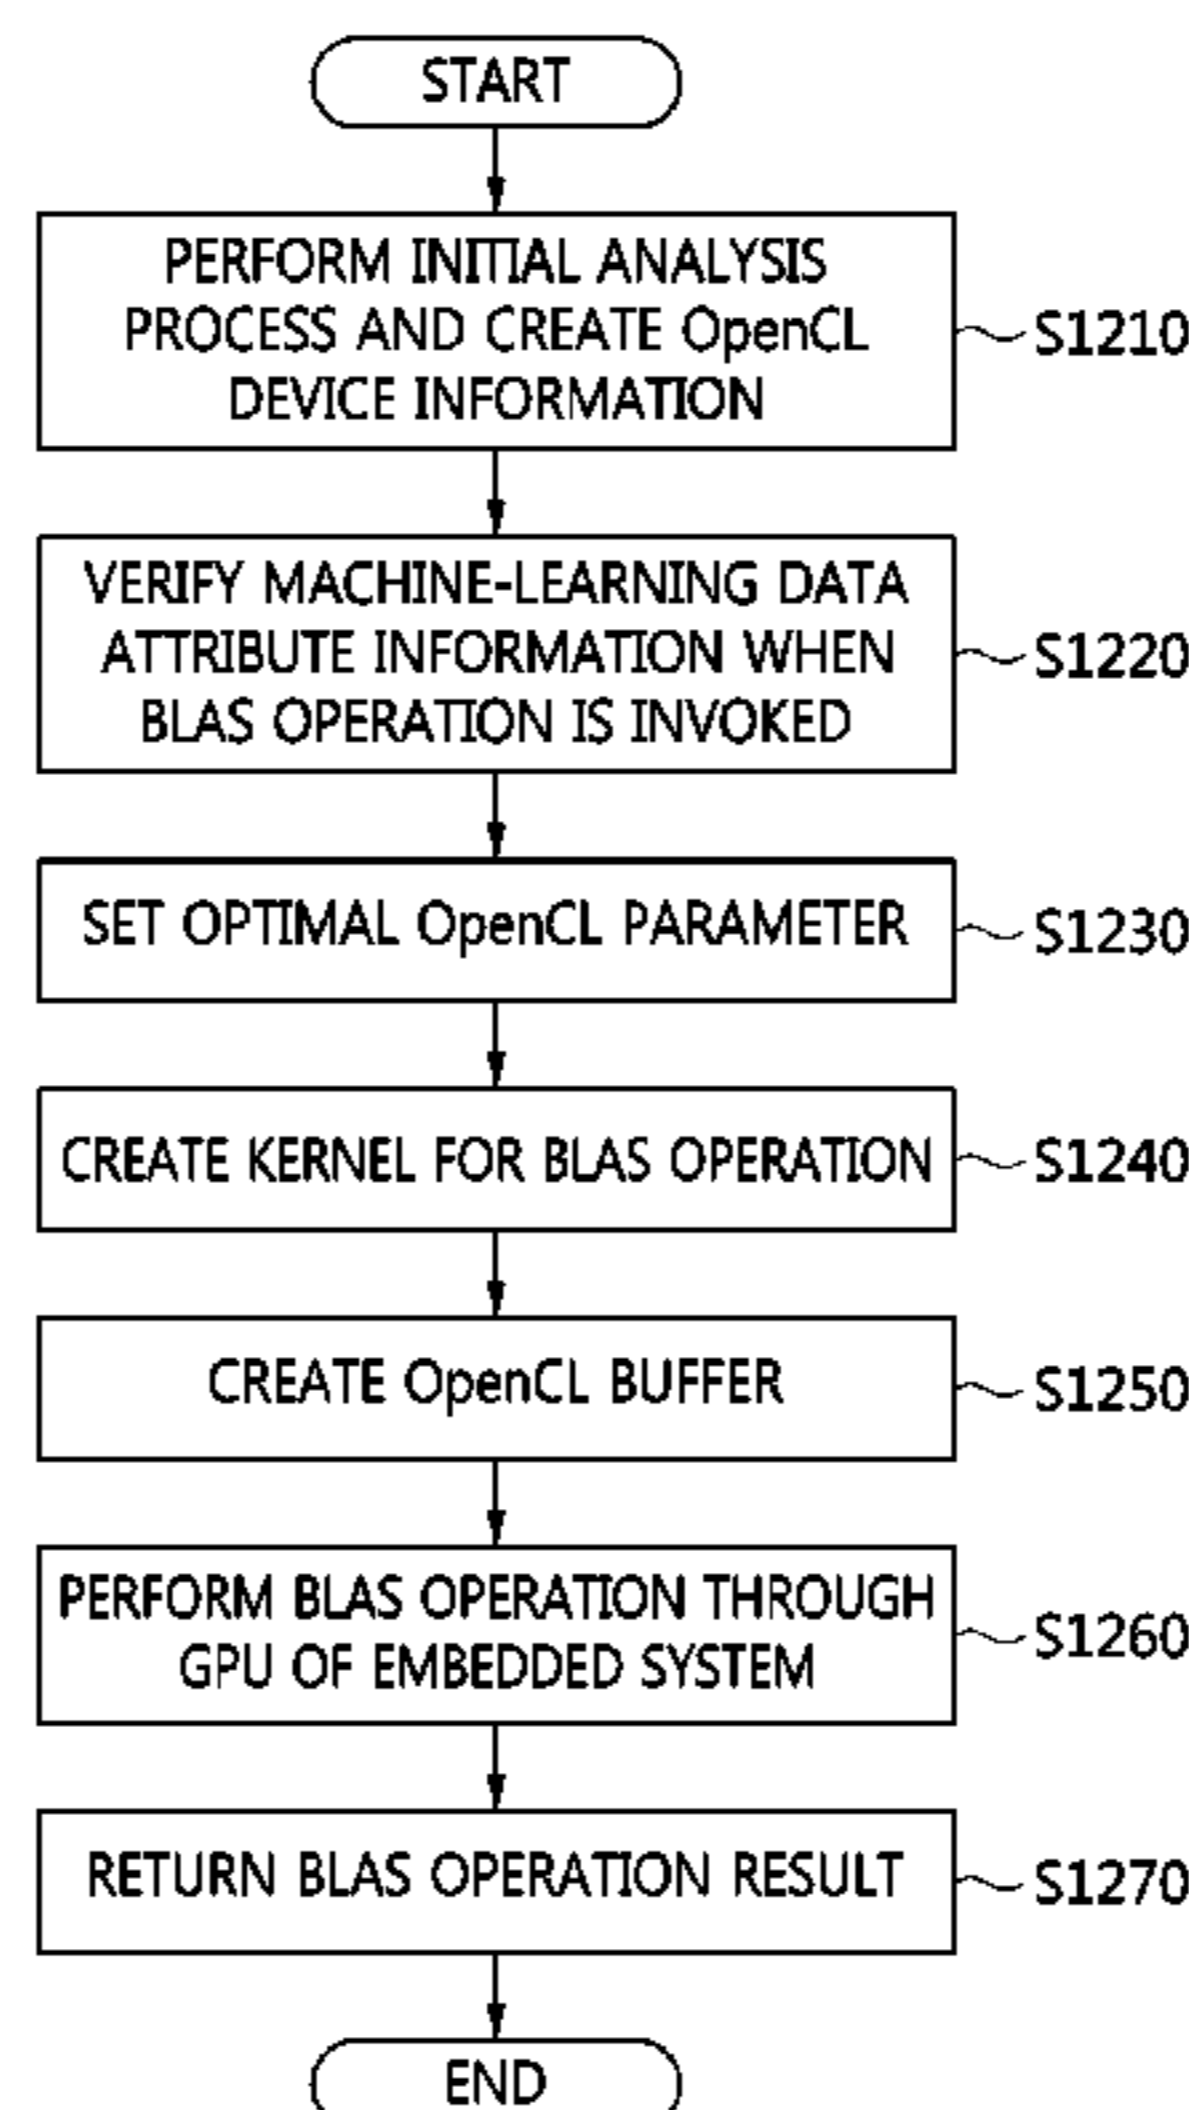 START
PERFORM INITIAL ANALYSIS
PROCESS AND CREATE OpenCL
DEVICE INFORMATION
S1210
VERIFY MACHINE-LEARNING DATA
ATTRIBUTE INFORMATION WHEN
BLAS OPERATION IS INVOKED
S1220
SET OPTIMAL OpenCL PARAMETER
S1230
CREATE KERNEL FOR BLAS OPERATION
S1240
CREATE OpenCL BUFFER
S1250
PERFORM BLAS OPERATION THROUGH
GPU OF EMBEDDED SYSTEM
S1260
RETURN BLAS OPERATION RESULT
S1270
END